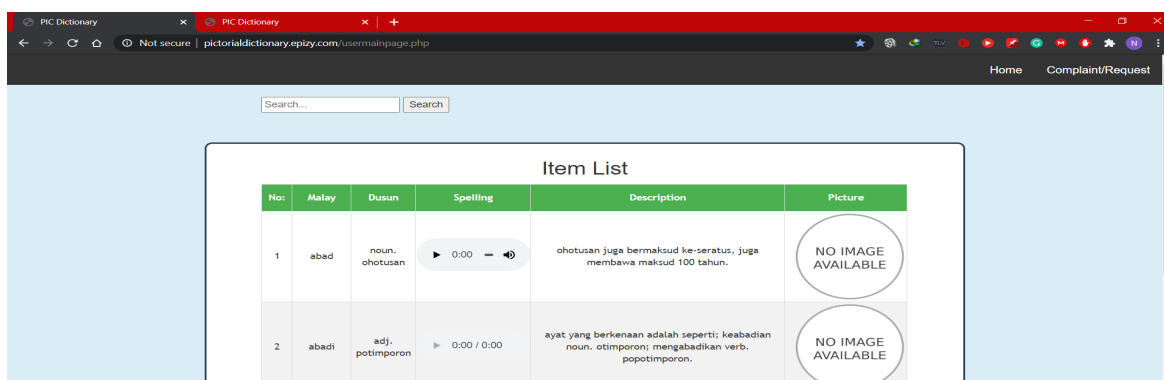 PIC Dictionary
PIC Dictionary
Not secure | pictorialdictionary.epizy.com/usermainpage.php
TLV
G
M
N
Home Complaint/Request
Search... Search
Item List
No: Malay Dusun Spelling Description Picture
1 abad noun. ohotusan 0:00 ohotusan juga bermaksud ke-seratus, juga
membawa maksud 100 tahun.
NO IMAGE
AVAILABLE
2 abadi adj. potimporon 0:00 / 0:00 ayat yang berkenaan adalah seperti; keabadian
noun. otimporon; mengabadikan verb.
popotimporon.
NO IMAGE
AVAILABLE